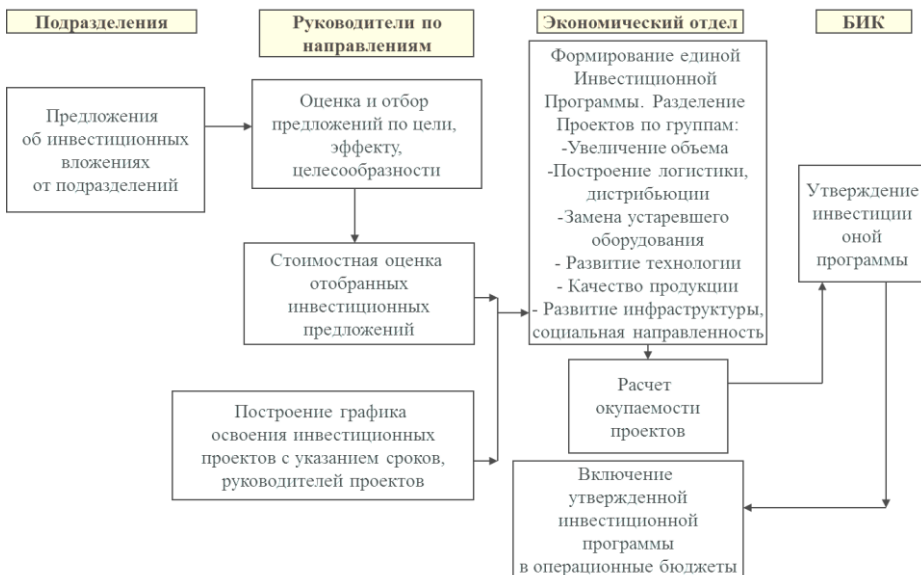 Подразделения
Руководители по
направлениям
Экономический отдел
БИК
Предложения
об инвестиционных
вложениях
от подразделений
Оценка и отбор
предложений по цели,
эффекту,
целесообразности
Стоимостная оценка
отобранных
инвестиционных
предложений
Построение графика
освоения инвестиционных
проектов с указанием сроков,
руководителей проектов
Формирование единой
Инвестиционной
Программы. Разделение
Проектов по группам:
-Увеличение объема
-Построение логистики,
дистрибьюции
-Замена устаревшего
оборудования
- Развитие технологии
- Качество продукции
- Развитие инфраструктуры,
социальная направленность
Расчет
окупаемости
проектов
Утверждение
инвестиции
оной
программы
Включение
утвержденной
инвестиционной
программы
в операционные бюджеты